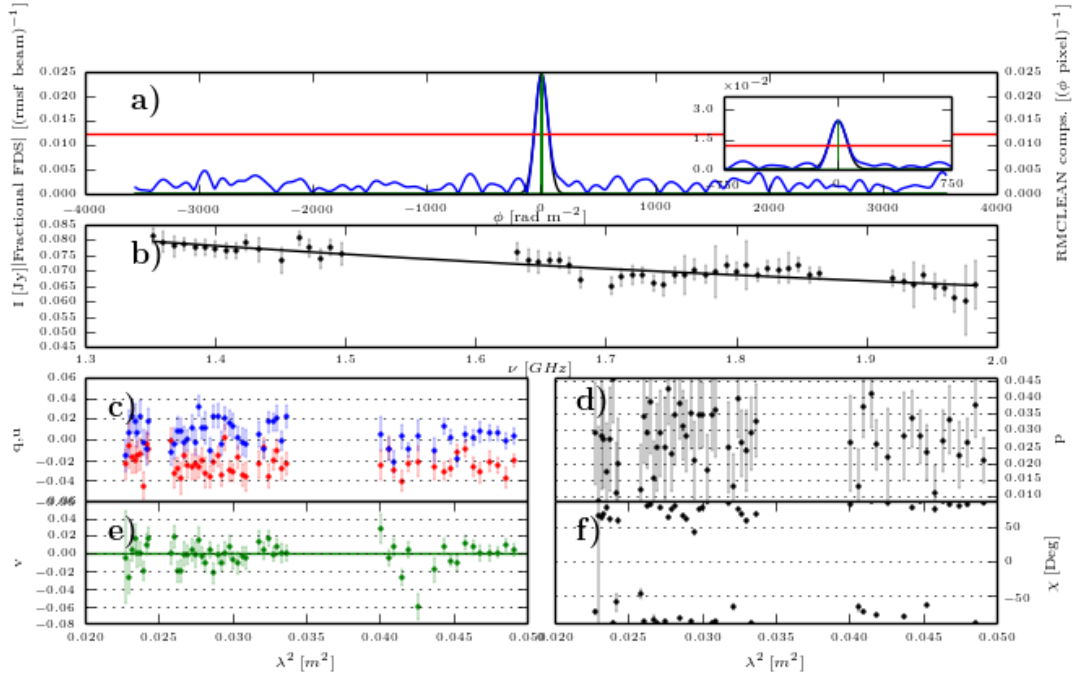 I [Jy]|Fractional FDS| [(rmsf beam)⁻¹]
RMCLEAN comps. [(ϕ pixel)⁻¹]
a)
0.025
0.020
0.015
0.010
0.005
0.000
0.025
0.020
0.015
0.010
0.005
0.000
×10⁻²
3.0
1.5
0.0
0
750
−4000 −3000 −2000 −1000 0 1000 2000 3000 4000
ϕ [rad m⁻²]
b)
0.085
0.080
0.075
0.070
0.065
0.060
0.055
0.050
0.045
1.3 1.4 1.5 1.6 1.7 1.8 1.9 2.0
ν [GHz]
c)
q,u
0.06
0.04
0.02
0.00
−0.02
−0.04
d)
0.045
0.040
0.035
0.030
0.025
0.020
0.015
0.010
P
e)
v
0.04
0.02
0.00
−0.02
−0.04
−0.06
−0.08
0.020 0.025 0.030 0.035 0.040 0.045
λ² [m²]
f)
50
0
−50
χ [Deg]
0.025 0.030 0.035 0.040 0.045 0.050
λ² [m²]